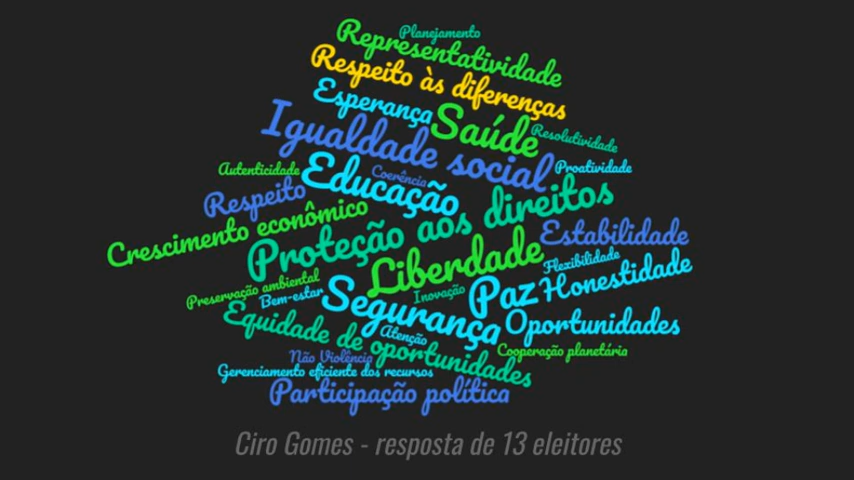 Planejamento
Representatividade
Respeito às diferenças
Esperança
Saúde
Resolutividade
Igualdade social
Proatividade
Autenticidade
Educação
Coerência
Respeito
Proteção aos direitos
Crescimento econômico
Liberdade
Estabilidade
Flexibilidade
Preservação ambiental
Bem-estar
Segurança
Inovação
Paz
Honestidade
Equidade de oportunidades
Atenção
Oportunidades
Não Violência
Cooperação planetária
Gerenciamento eficiente dos recursos
Participação política
Ciro Gomes - resposta de 13 eleitores